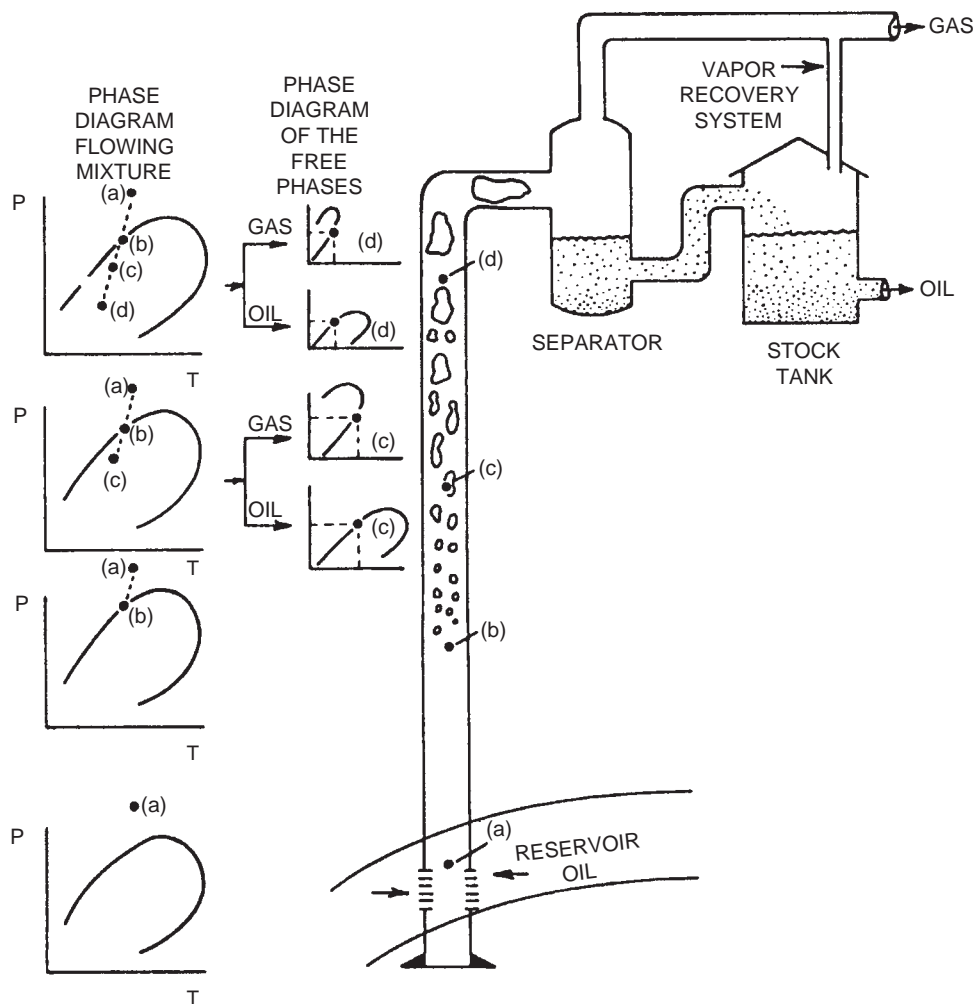 GAS
VAPOR
RECOVERY
SYSTEM
PHASE
DIAGRAM
FLOWING
MIXTURE
PHASE
DIAGRAM
OF THE
FREE
PHASES
P
(a)
(b)
(c)
(d)
T
GAS
(d)
OIL
(d)
(d)
SEPARATOR
STOCK
TANK
OIL
P
(a)
(b)
(c)
T
GAS
(c)
OIL
(c)
(c)
P
(a)
(b)
T
(b)
P
(a)
T
(a)
RESERVOIR
OIL